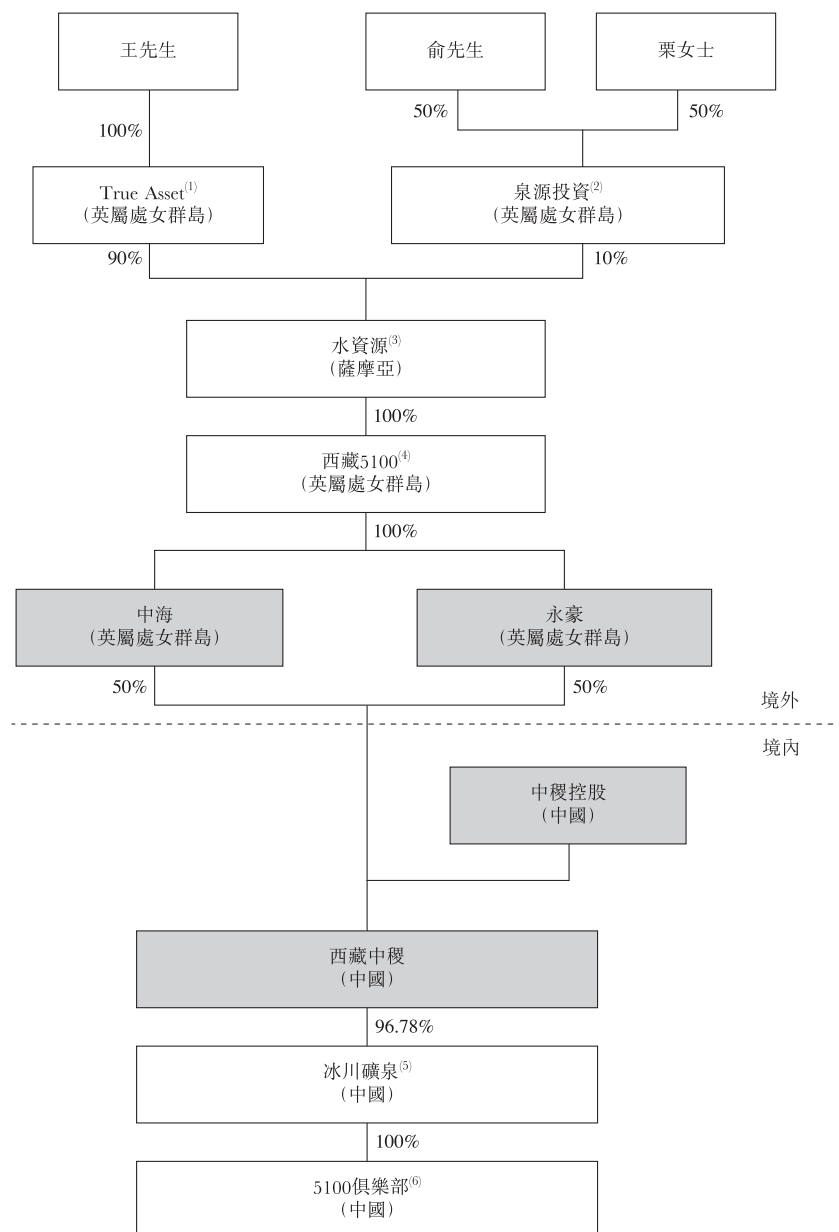 王先生
俞先生
栗女士
50%
50%
100%
True Asset(1)
(英屬處女群島)
泉源投資(2)
(英屬處女群島)
90%
10%
水資源(3)
(薩摩亞)
100%
西藏5100(4)
(英屬處女群島)
100%
中海
(英屬處女群島)
永豪
(英屬處女群島)
50%
50%
境外
境內
中稷控股
(中國)
西藏中稷
(中國)
96.78%
冰川礦泉(5)
(中國)
100%
5100俱樂部(6)
(中國)